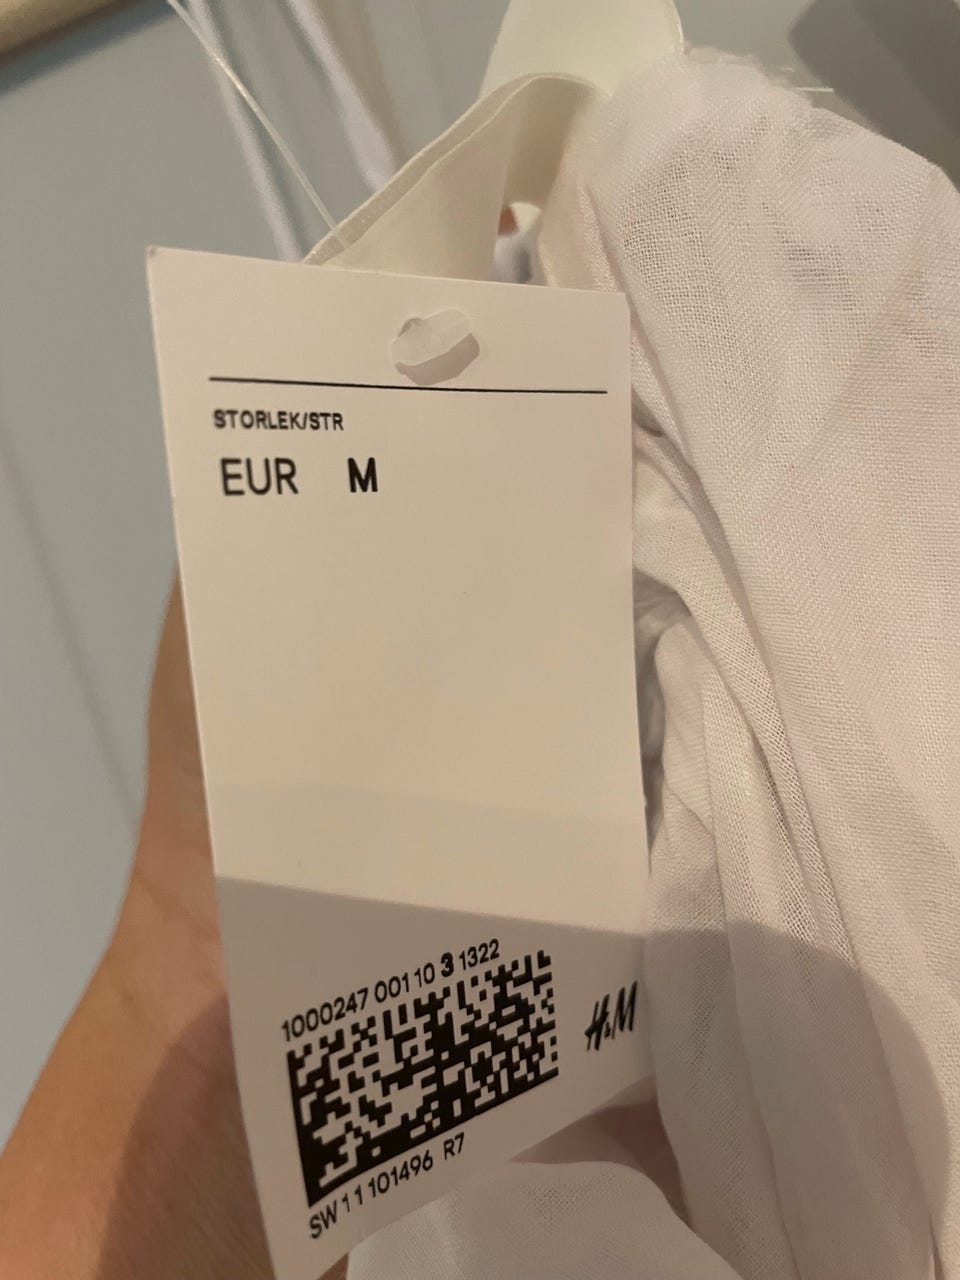 STORLEK/STR
EUR M
1000247 001 10 3 1322
H&M
SW 1 1 101496 R7